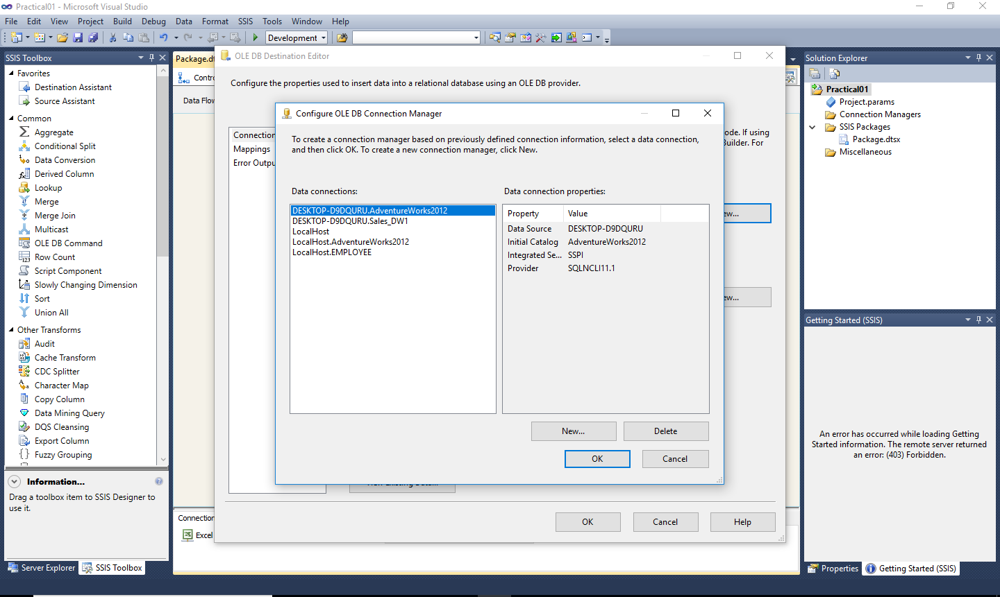 Practical01 - Microsoft Visual Studio
File Edit View Project Build Debug Data Format SSIS Tools Window Help
Development
SSIS Toolbox
Favorites
Destination Assistant
Source Assistant
Common
Aggregate
Conditional Split
Data Conversion
Derived Column
Lookup
Merge
Merge Join
Multicast
OLE DB Command
Row Count
Script Component
Slowly Changing Dimension
Sort
Union All
Other Transforms
Audit
Cache Transform
CDC Splitter
Character Map
Copy Column
Data Mining Query
DQS Cleansing
Export Column
Fuzzy Grouping
Information...
Drag a toolbox item to SSIS Designer to
use it.
Server Explorer SSIS Toolbox
Package.d
Contr
Data Flo
Connection
Excel
OLE DB Destination Editor
Configure the properties used to insert data into a relational database using an OLE DB provider.
Connection
Mappings
Error Outpu
ode. If using
Builder. For
ew...
ew...
OK Cancel Help
Configure OLE DB Connection Manager
To create a connection manager based on previously defined connection information, select a data connection,
and then click OK. To create a new connection manager, click New.
Data connections:
DESKTOP-D9DQURU.AdventureWorks2012
DESKTOP-D9DQURU.Sales_DW1
LocalHost
LocalHost.AdventureWorks2012
LocalHost.EMPLOYEE
Data connection properties:
Property Value
Data Source DESKTOP-D9DQURU
Initial Catalog AdventureWorks2012
Integrated Se... SSPI
Provider SQLNCLI11.1
New... Delete
OK Cancel
Solution Explorer
Practical01
Project.params
Connection Managers
SSIS Packages
Package.dtsx
Miscellaneous
Getting Started (SSIS)
An error has occurred while loading Getting
Started information. The remote server returned
an error: (403) Forbidden.
Properties Getting Started (SSIS)